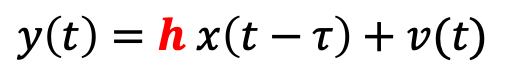 y(t) = h x(t − τ) + v(t)